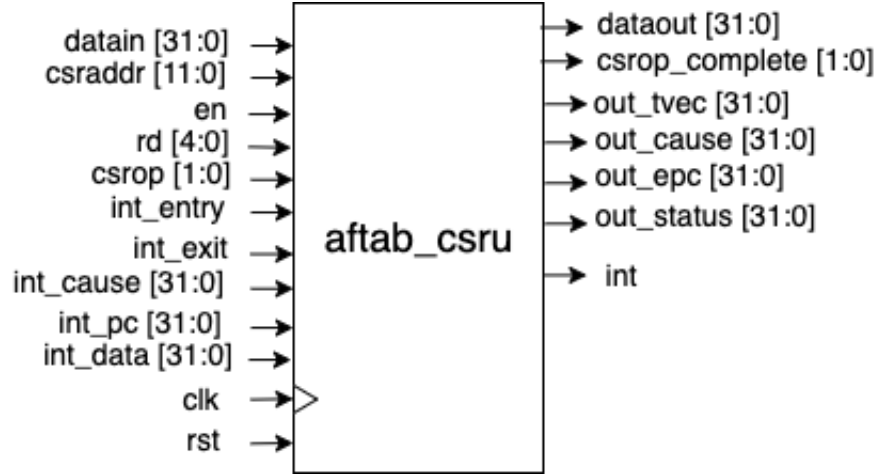 datain [31:0]
csraddr [11:0]
en
rd [4:0]
csrop [1:0]
int_entry
int_exit
int_cause [31:0]
int_pc [31:0]
int_data [31:0]
clk
rst
aftab_csru
dataout [31:0]
csrop_complete [1:0]
out_tvec [31:0]
out_cause [31:0]
out_epc [31:0]
out_status [31:0]
int